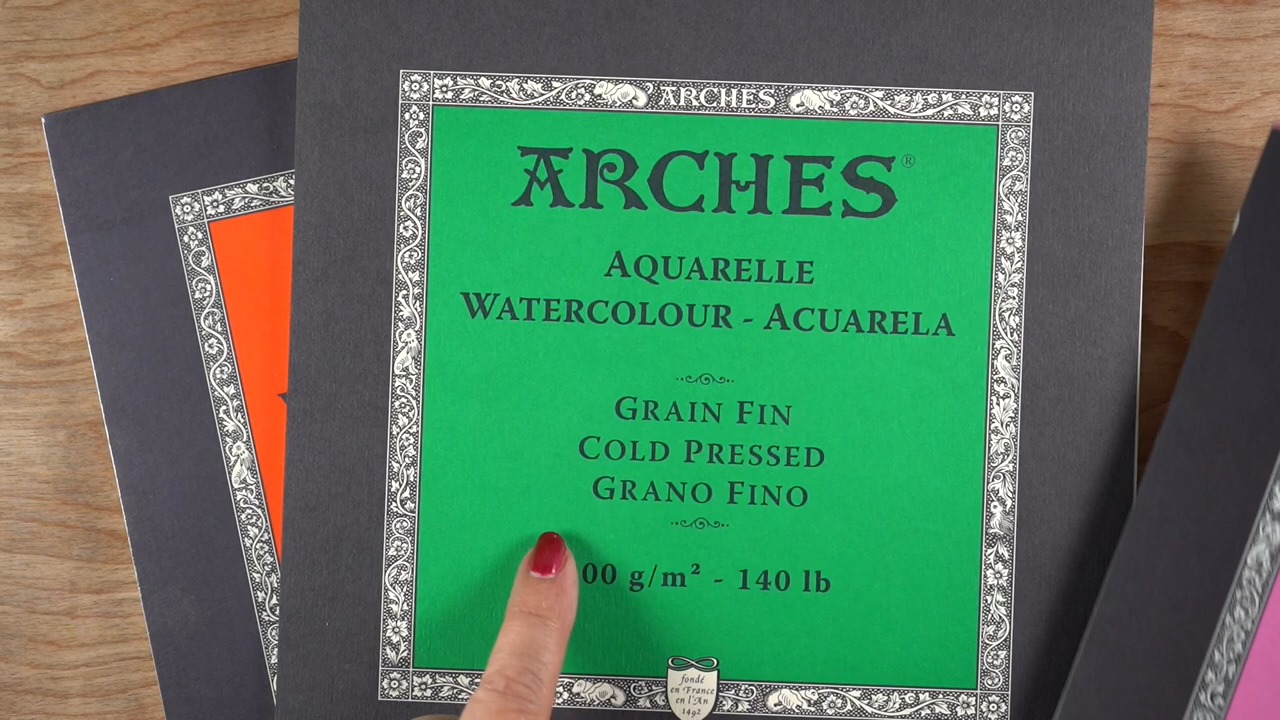 ARCHES
ARCHES®
AQUARELLE
WATERCOLOUR - ACUARELA
GRAIN FIN
COLD PRESSED
GRANO FINO
00 g/m² - 140 lb
fondé
en France
en l'An
1492